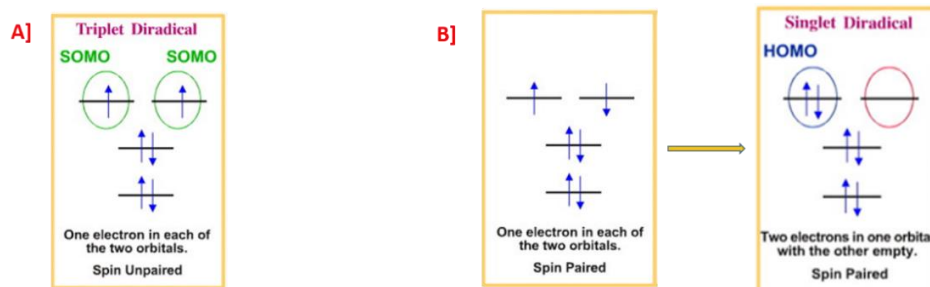 A]
Triplet Diradical
SOMO SOMO
One electron in each of
the two orbitals.
Spin Unpaired
B]
One electron in each of
the two orbitals.
Spin Paired
Singlet Diradical
HOMO
Two electrons in one orbita
with the other empty.
Spin Paired